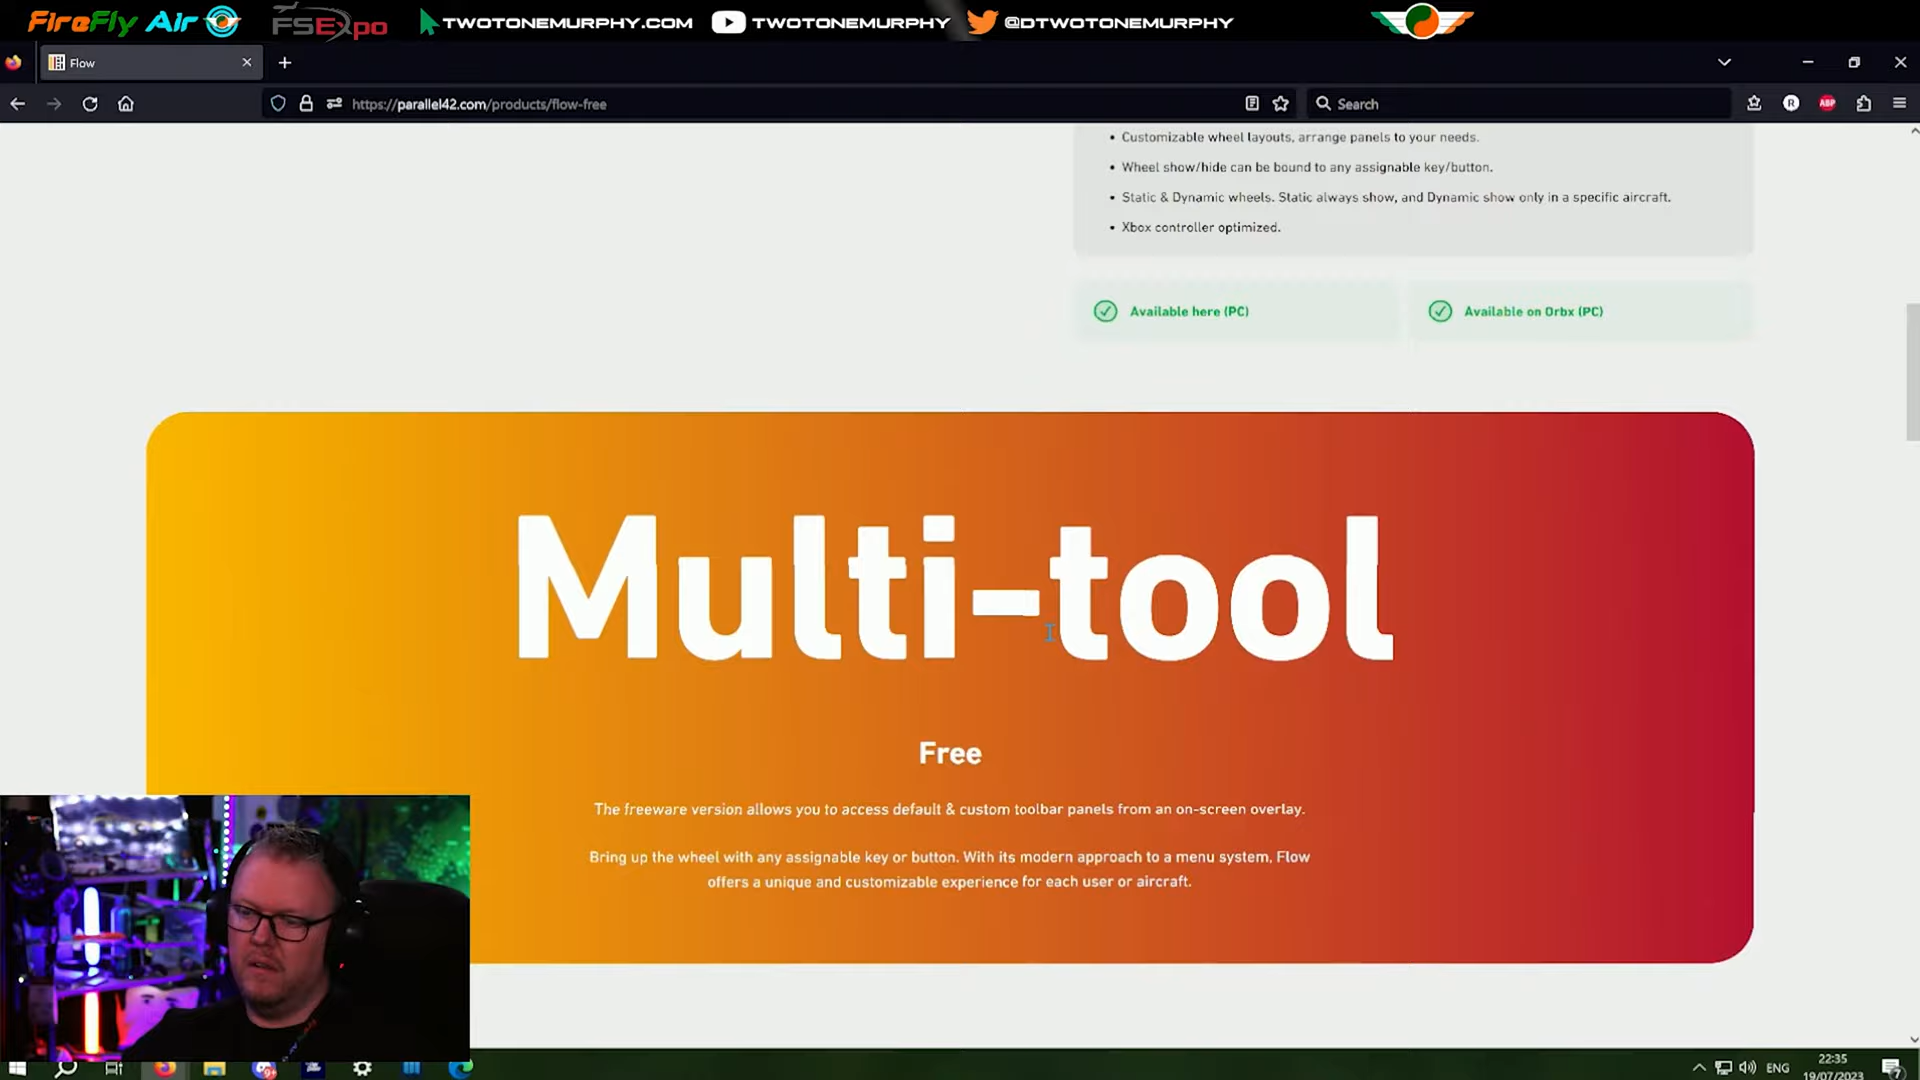 FireFly Air
FSExpo
TWOTONEMURPHY.COM
TWOTONEMURPHY
@DTWOTONEMURPHY
Flow
https://parallel42.com/products/flow-free
Search
R
ABP
• Customizable wheel layouts, arrange panels to your needs.
• Wheel show/hide can be bound to any assignable key/button.
• Static & Dynamic wheels. Static always show, and Dynamic show only in a specific aircraft.
• Xbox controller optimized.
Available here (PC)
Available on Orbx (PC)
Multi-tool
Free
The freeware version allows you to access default & custom toolbar panels from an on-screen overlay.
Bring up the wheel with any assignable key or button. With its modern approach to a menu system, Flow
offers a unique and customizable experience for each user or aircraft.
9+
ENG
22:35
19/07/2023
7